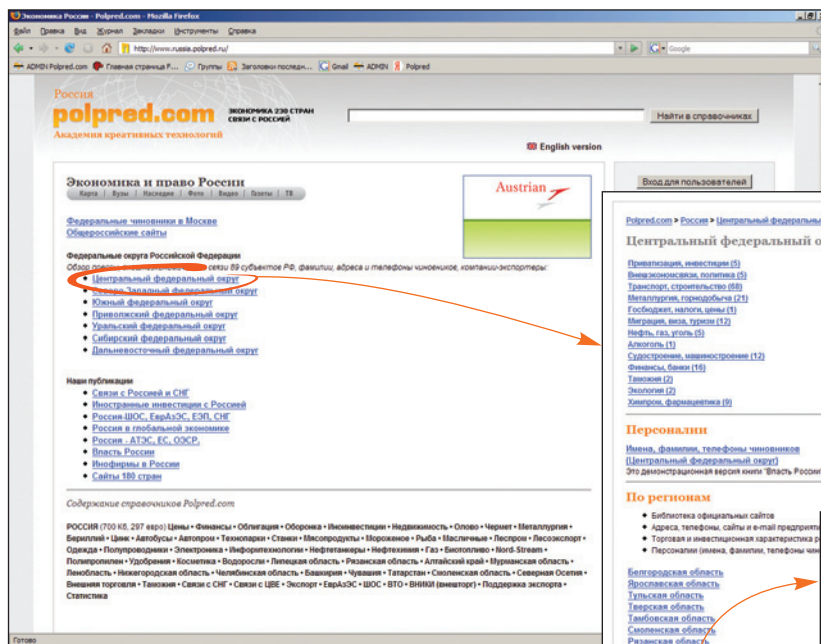 Экономика России - Polpred.com - Mozilla Firefox
Файл Правка Вид Журнал Закладки Инструменты Справка
http://www.russia.polpred.ru/
Google
ADMIN Polpred.com Главная страница F... Группы Заголовки последн... Gmail ADMIN Polpred
Россия
polpred.com
ЭКОНОМИКА 230 СТРАН
СВЯЗИ С РОССИЕЙ
Академия креативных технологий
Найти в справочниках
English version
Экономика и право России
Карта | Вузы | Наследие | Фото | Видео | Газеты | ТВ
Austrian
Вход для пользователей
Федеральные чиновники в Москве
Общероссийские сайты
Федеральные округа Российской Федерации
Обзор прессы связи 89 субъектов РФ, фамилии, адреса и телефоны чиновников, компании-экспортеры:
• Центральный федеральный округ
• Северо-Западный федеральный округ
• Южный федеральный округ
• Приволжский федеральный округ
• Уральский федеральный округ
• Сибирский федеральный округ
• Дальневосточный федеральный округ
Наши публикации
• Связи с Россией и СНГ
• Иностранные инвестиции с Россией
• Россия-ШОС, ЕврАзЭС, ЕЭП, СНГ
• Россия в глобальной экономике
• Россия - АТЭС, ЕС, ОЭСР.
• Власть России
• Инофирмы в России
• Сайты 180 стран
Содержание справочников Polpred.com
РОССИЯ (700 Кб, 297 евро) Цены • Финансы • Облигация • Оборонка • Инсинвестиции • Недвижимость • Олово • Чермет • Металлургия •
Бериллий • Цинк • Автобусы • Автопром • Технопарки • Станки • Мясопродукты • Мороженое • Рыба • Масличные • Леспром • Лесоэкспорт •
Одежда • Полупроводники • Электроника • Инфортехнологии • Нефтетанкеры • Нефтехимия • Газ • Биотопливо • Nord-Stream •
Полипропилен • Удобрения • Косметика • Водоросли • Липецкая область • Рязанская область • Алтайский край • Мурманская область •
Ленобласть • Нижегородская область • Челябинская область • Башкирия • Чувашия • Татарстан • Смоленская область • Северная Осетия •
Внешняя торговля • Таможня • Связи с СНГ • Связи с ЦВЕ • Экспорт • ЕврАзЭС • ШОС • ВТО • ВНИКИ (внешторг) • Поддержка экспорта •
Статистика
Готово
Polpred.com > Россия > Центральный федеральны
Центральный федеральный о
Приватизация, инвестиции (5)
Внешэкономсвязи, политика (5)
Транспорт, строительство (68)
Металлургия, горнодобыча (21)
Госбюджет, налоги, цены (1)
Миграция, виза, туризм (12)
Нефть, газ, уголь (5)
Алкоголь (1)
Судостроение, машиностроение (12)
Финансы, банки (16)
Таможня (2)
Экология (2)
Химпром, фармацевтика (9)
Персоналии
Имена, фамилии, телефоны чиновников
(Центральный федеральный округ)
Это демонстрационная версия книги "Власть России"
По регионам
• Библиотека официальных сайтов
• Адреса, телефоны, сайты и e-mail предприяти
• Торговая и инвестиционная характеристика р
• Персоналии (имена, фамилии, телефоны чин
Белгородская область
Ярославская область
Тульская область
Тверская область
Тамбовская область
Смоленская область
Рязанская область